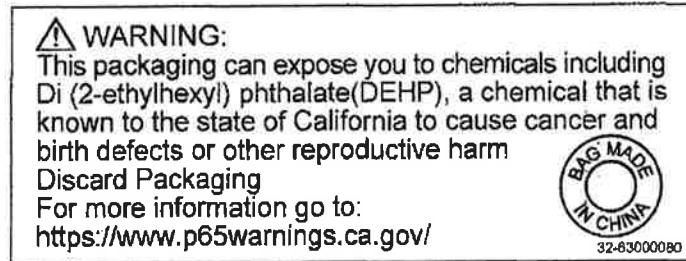 ⚠ WARNING:
This packaging can expose you to chemicals including
Di (2-ethylhexyl) phthalate(DEHP), a chemical that is
known to the state of California to cause cancer and
birth defects or other reproductive harm
Discard Packaging
For more information go to:
https://www.p65warnings.ca.gov/
BAG MADE
IN CHINA
32-63000080